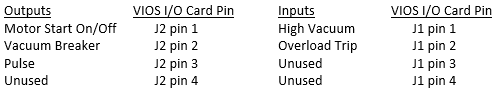 Outputs VIOS I/O Card Pin Inputs VIOS I/O Card Pin
Motor Start On/Off J2 pin 1 High Vacuum J1 pin 1
Vacuum Breaker J2 pin 2 Overload Trip J1 pin 2
Pulse J2 pin 3 Unused J1 pin 3
Unused J2 pin 4 Unused J1 pin 4